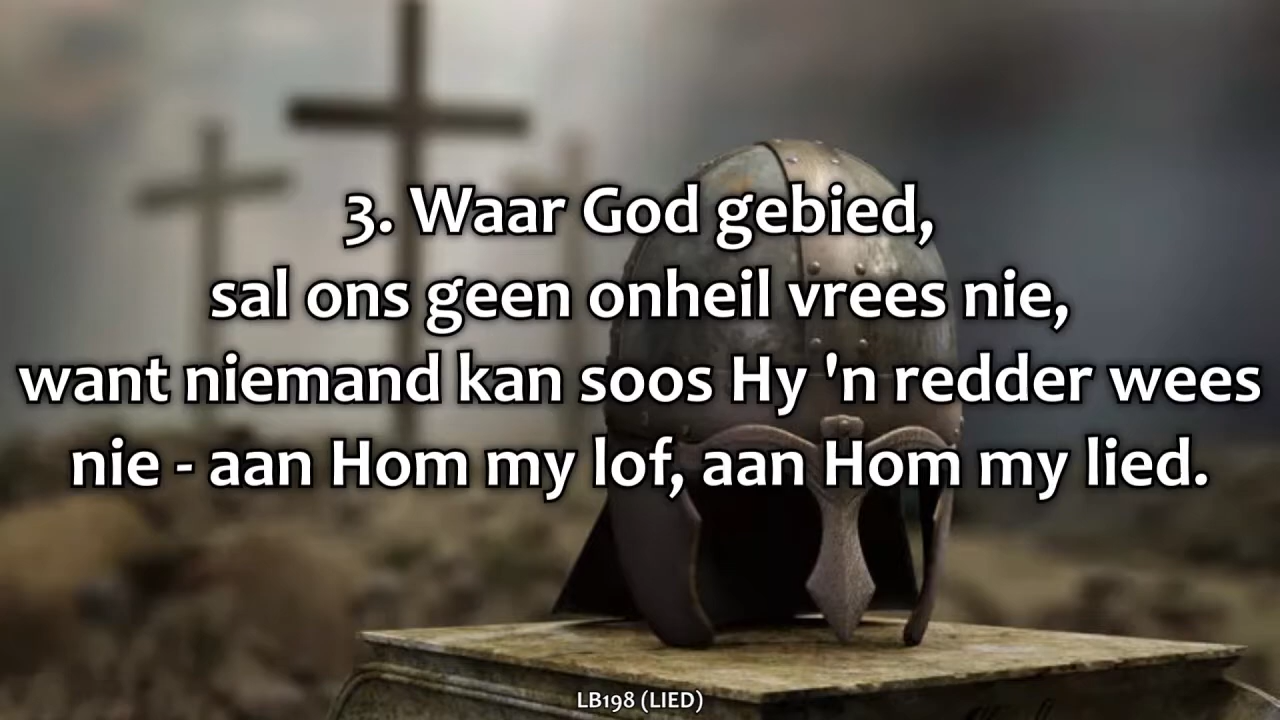 3. Waar God gebied,
sal ons geen onheil vrees nie,
want niemand kan soos Hy 'n redder wees
nie - aan Hom my lof, aan Hom my lied.
LB198 (LIED)